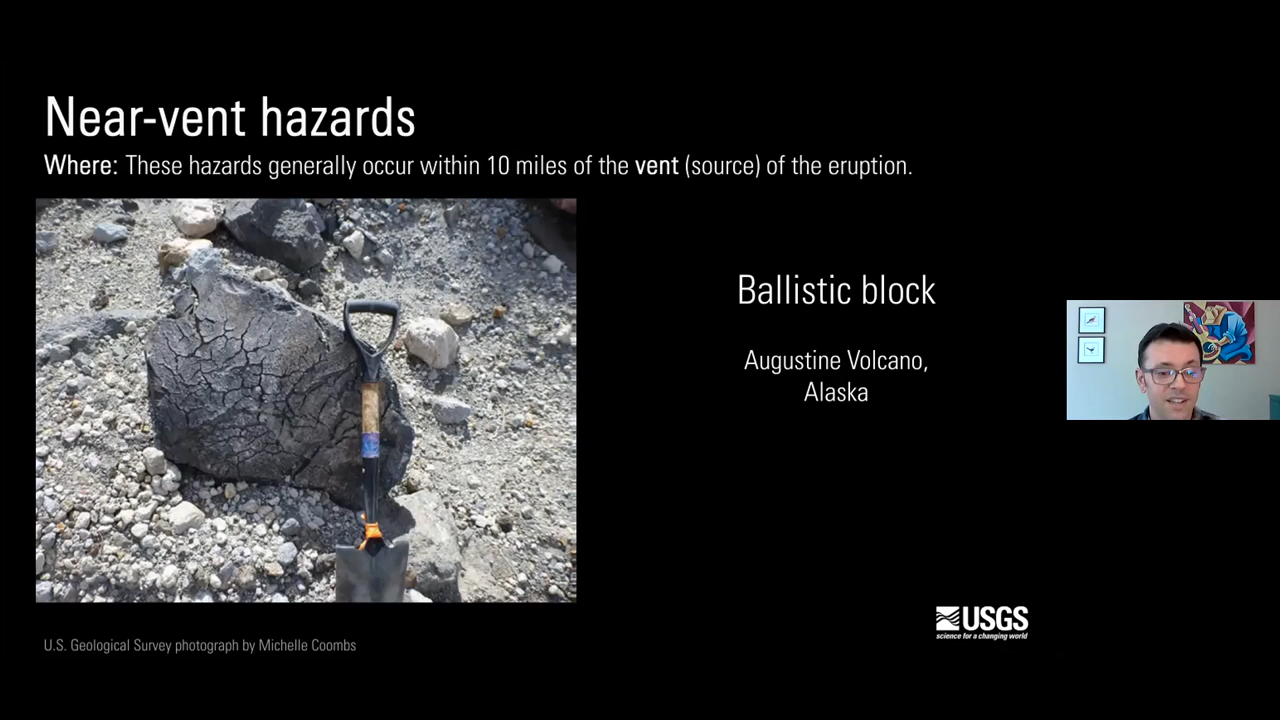 Near-vent hazards
Where: These hazards generally occur within 10 miles of the vent (source) of the eruption.
Ballistic block
Augustine Volcano,
Alaska
USGS
science for a changing world
U.S. Geological Survey photograph by Michelle Coombs